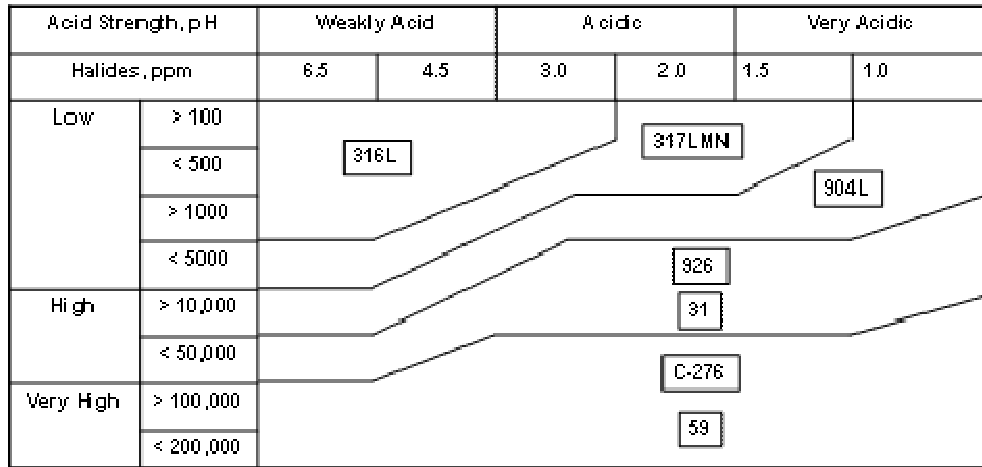 Acid Strength, pH Weakly Acid Acidic Very Acidic
Halides, ppm 6.5 4.5 3.0 2.0 1.5 1.0
Low > 100
316L 317LMN
< 500
904L
> 1000
< 5000
926
High > 10,000
31
< 50,000
C-276
Very High > 100,000
59
< 200,000